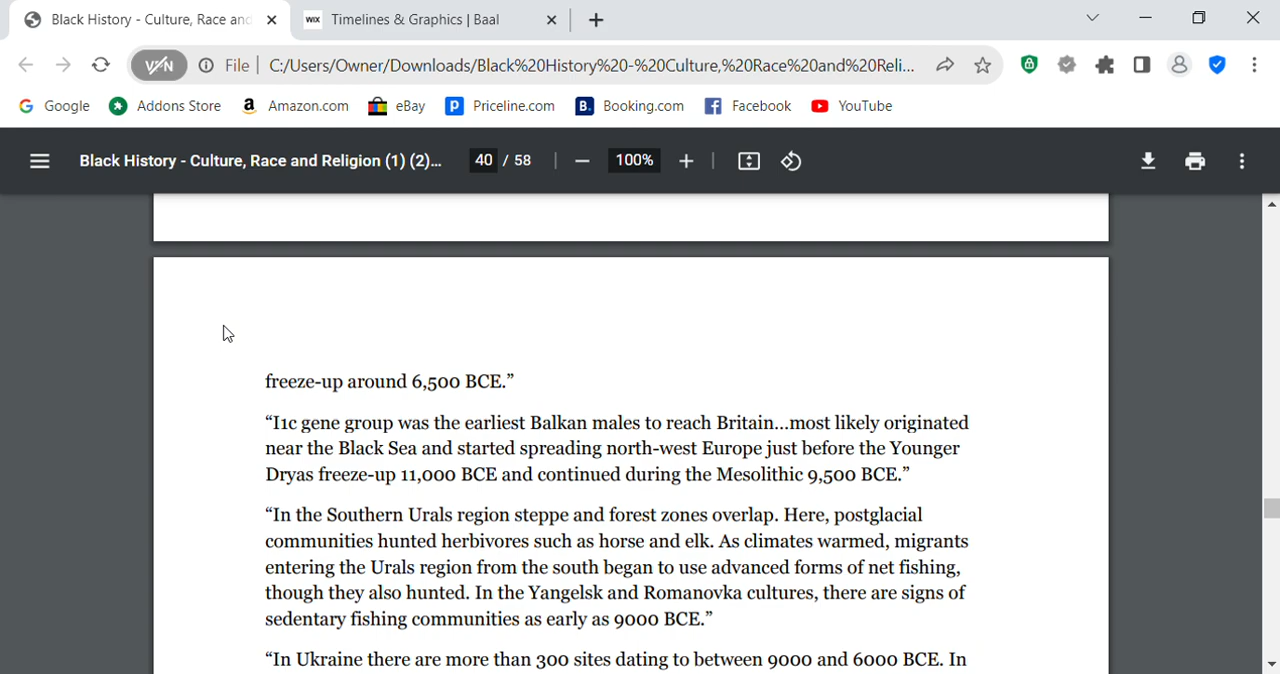 Black History - Culture, Race and
WIX Timelines & Graphics | Baal
VPN File C:/Users/Owner/Downloads/Black%20History%20-%20Culture,%20Race%20and%20Reli...
Google Addons Store Amazon.com eBay Priceline.com Booking.com Facebook YouTube
Black History - Culture, Race and Religion (1) (2)... 40 / 58 100%
freeze-up around 6,500 BCE.”
“I1c gene group was the earliest Balkan males to reach Britain…most likely originated
near the Black Sea and started spreading north-west Europe just before the Younger
Dryas freeze-up 11,000 BCE and continued during the Mesolithic 9,500 BCE.”
“In the Southern Urals region steppe and forest zones overlap. Here, postglacial
communities hunted herbivores such as horse and elk. As climates warmed, migrants
entering the Urals region from the south began to use advanced forms of net fishing,
though they also hunted. In the Yangelsk and Romanovka cultures, there are signs of
sedentary fishing communities as early as 9000 BCE.”
“In Ukraine there are more than 300 sites dating to between 9000 and 6000 BCE. In